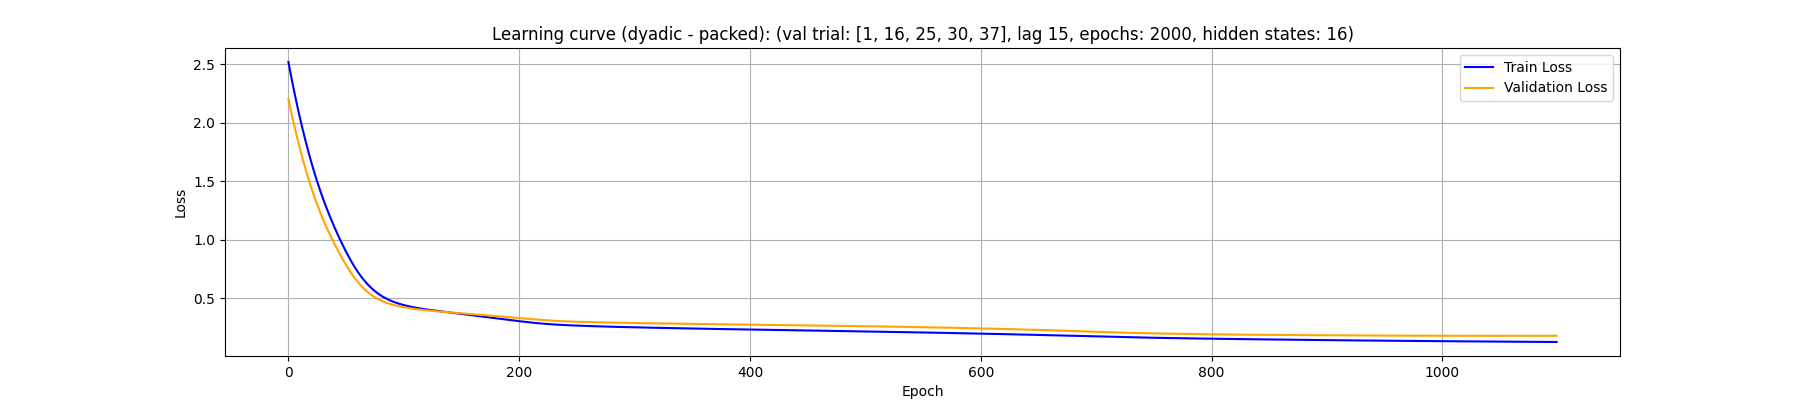 Learning curve (dyadic - packed): (val trial: [1, 16, 25, 30, 37], lag 15, epochs: 2000, hidden states: 16)
Train Loss
Validation Loss
Loss
2.5
2.0
1.5
1.0
0.5
0 200 400 600 800 1000
Epoch